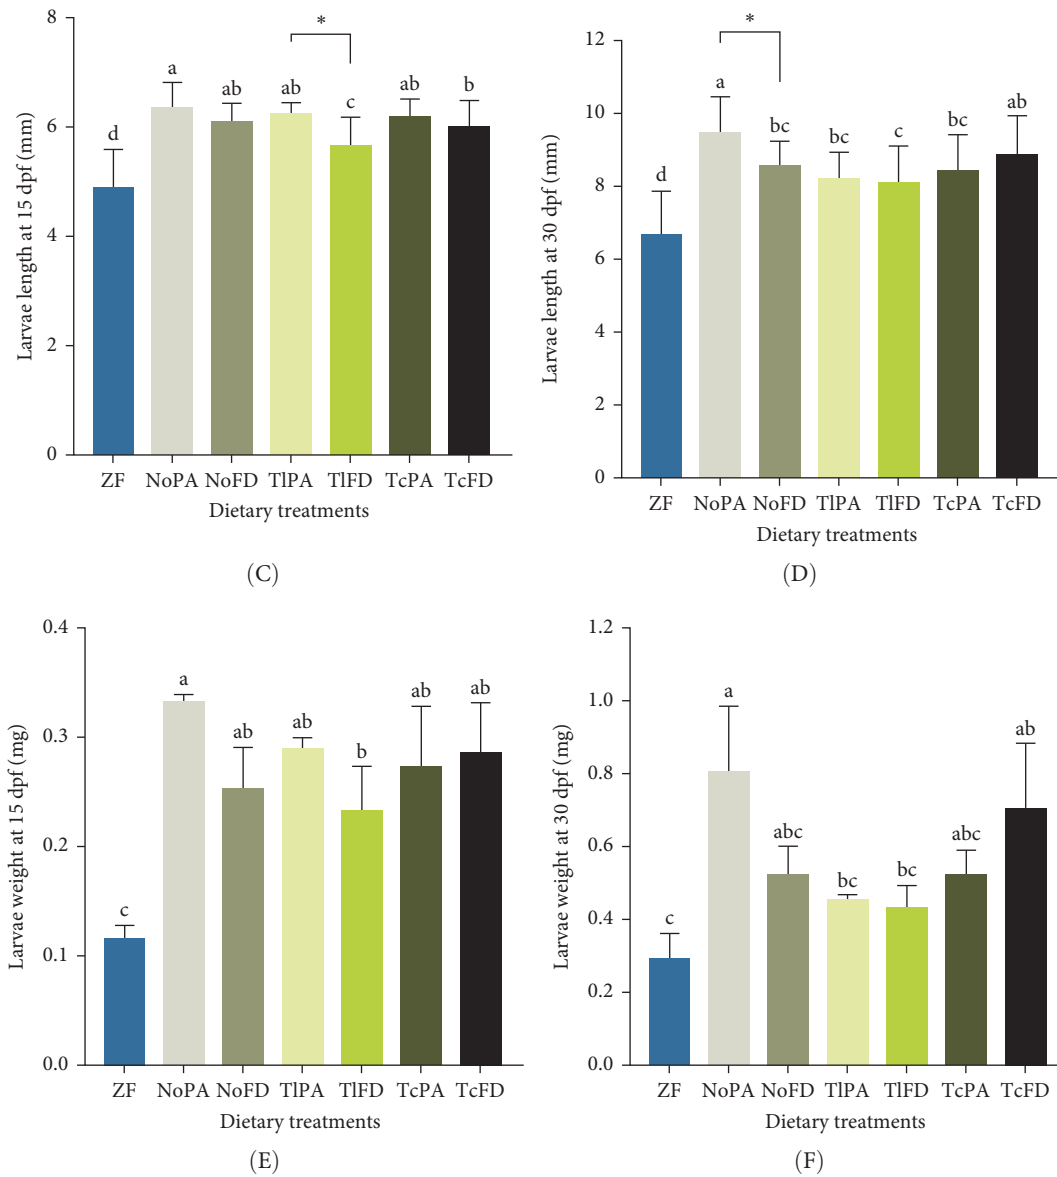 Larvae length at 15 dpf (mm)
8
6
4
2
0
d
a
ab
ab
*
c
ab
b
ZF NoPA NoFD TlPA TlFD TcPA TcFD
Dietary treatments
(C)
Larvae length at 30 dpf (mm)
12
10
8
6
4
2
0
d
a
*
bc
bc
c
bc
ab
ZF NoPA NoFD TlPA TlFD TcPA TcFD
Dietary treatments
(D)
Larvae weight at 15 dpf (mg)
0.4
0.3
0.2
0.1
0.0
c
a
ab
ab
b
ab
ab
ZF NoPA NoFD TlPA TlFD TcPA TcFD
Dietary treatments
(E)
Larvae weight at 30 dpf (mg)
1.2
1.0
0.8
0.6
0.4
0.2
0.0
c
a
abc
bc
bc
abc
ab
ZF NoPA NoFD TlPA TlFD TcPA TcFD
Dietary treatments
(F)